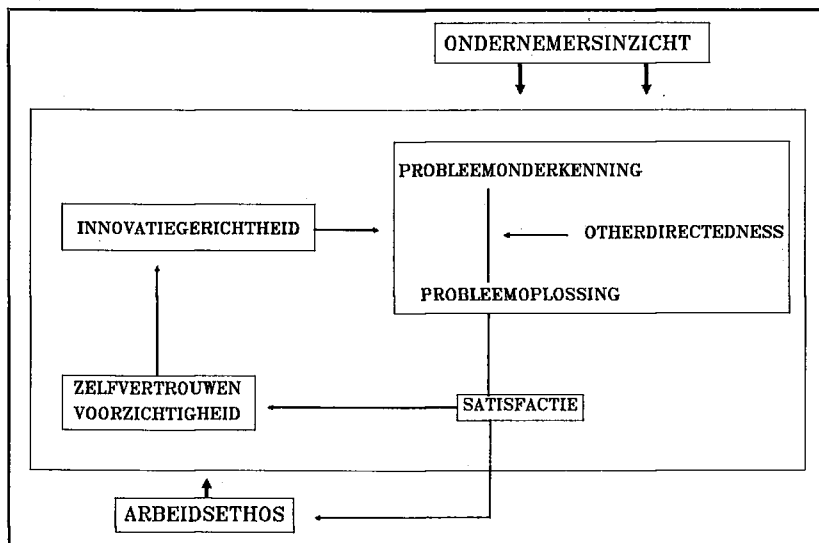 ONDERNEMERSINZICHT
PROBLEEMONDERKENNING
INNOVATIEGERICHTHEID
OTHERDIRECTEDNESS
PROBLEEMOPLOSSING
ZELFVERTROUWEN
VOORZICHTIGHEID
SATISFACTIE
ARBEIDSETHOS